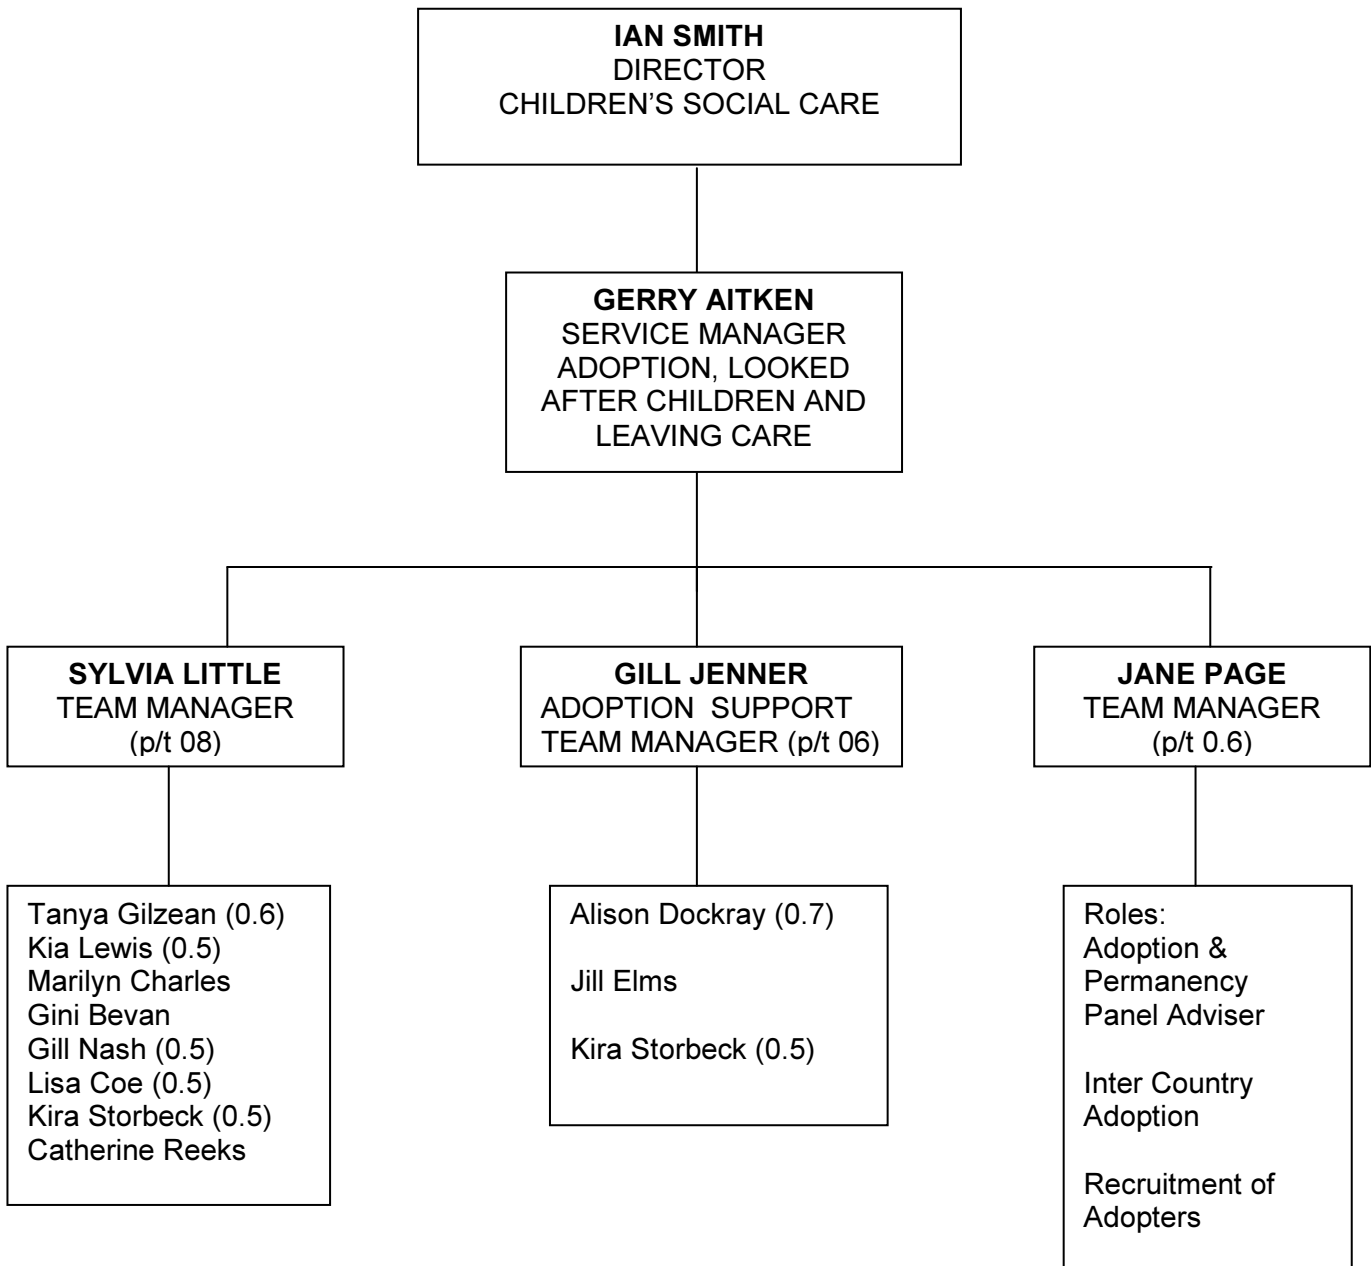 IAN SMITH
DIRECTOR
CHILDREN'S SOCIAL CARE
GERRY AITKEN
SERVICE MANAGER
ADOPTION, LOOKED
AFTER CHILDREN AND
LEAVING CARE
SYLVIA LITTLE
TEAM MANAGER
(p/t 08)
GILL JENNER
ADOPTION SUPPORT
TEAM MANAGER (p/t 06)
JANE PAGE
TEAM MANAGER
(p/t 0.6)
Tanya Gilzean (0.6)
Kia Lewis (0.5)
Marilyn Charles
Gini Bevan
Gill Nash (0.5)
Lisa Coe (0.5)
Kira Storbeck (0.5)
Catherine Reeks
Alison Dockray (0.7)
Jill Elms
Kira Storbeck (0.5)
Roles:
Adoption &
Permanency
Panel Adviser
Inter Country
Adoption
Recruitment of
Adopters